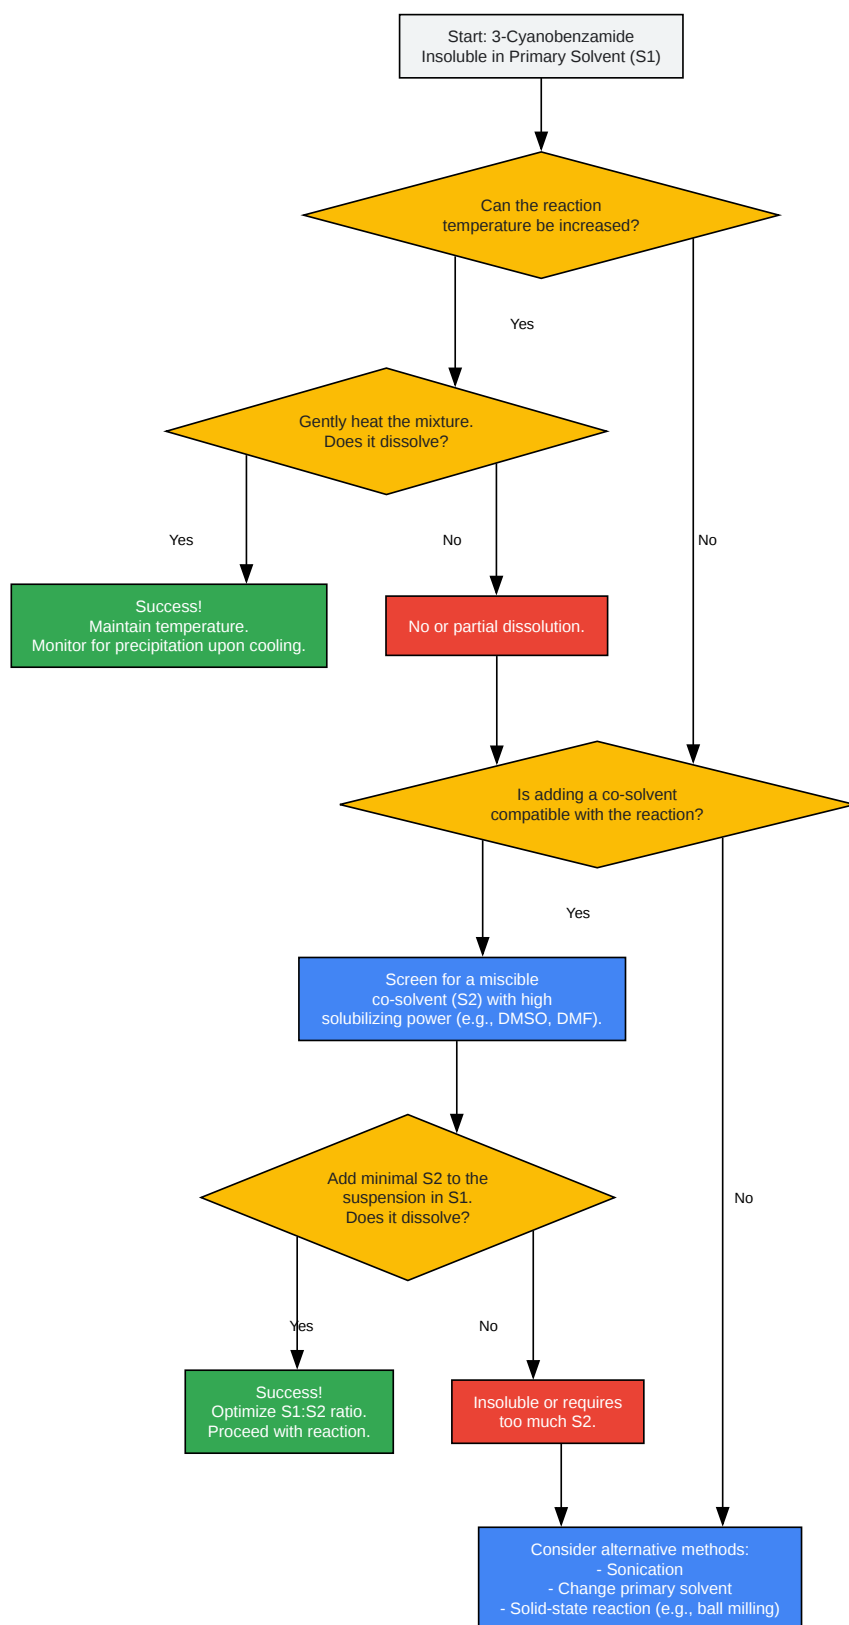 Start: 3-Cyanobenzamide
Insoluble in Primary Solvent (S1)
Can the reaction
temperature be increased?
Yes
Gently heat the mixture.
Does it dissolve?
Yes
No
No
Success!
Maintain temperature.
Monitor for precipitation upon cooling.
No or partial dissolution.
Is adding a co-solvent
compatible with the reaction?
Yes
Screen for a miscible
co-solvent (S2) with high
solubilizing power (e.g., DMSO, DMF).
Add minimal S2 to the
suspension in S1.
Does it dissolve?
No
Yes
No
Success!
Optimize S1:S2 ratio.
Proceed with reaction.
Insoluble or requires
too much S2.
Consider alternative methods:
- Sonication
- Change primary solvent
- Solid-state reaction (e.g., ball milling)